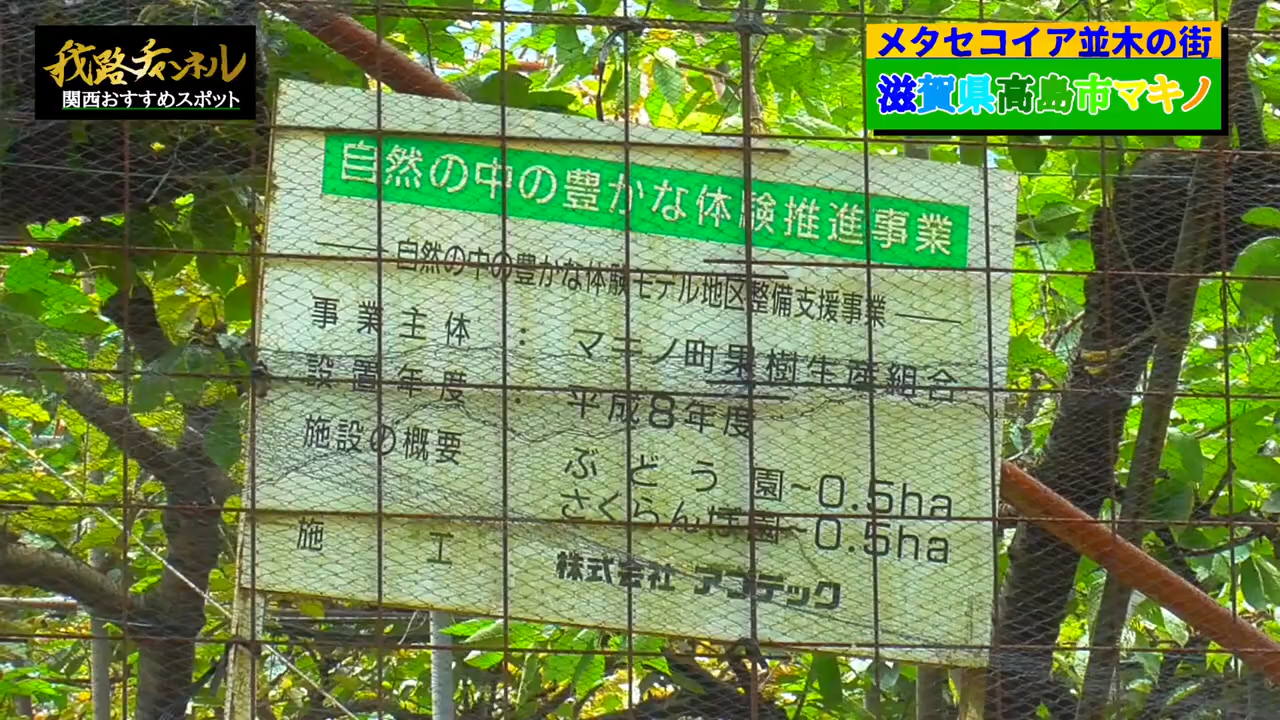 我路チャンネル
関西おすすめスポット
メタセコイア並木の街
滋賀県高島市マキノ
自然の中の豊かな体験推進事業
自然の中の豊かな体験モデル地区整備支援事業
事業主体 : マキノ町果樹生産組合
設置年度 : 平成8年度
施設の概要 ぶどう園~0.5ha
さくらんぼ園~0.5ha
施工 株式会社